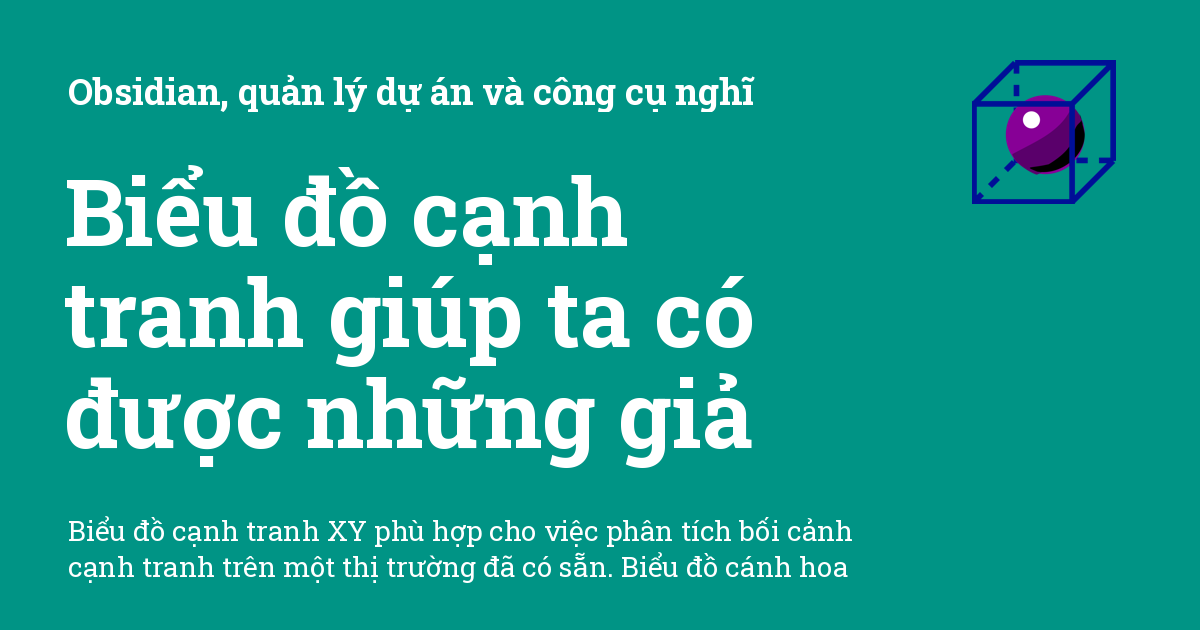 Obsidian, quản lý dự án và công cụ nghĩ
Biểu đồ cạnh
tranh giúp ta có
được những giả
Biểu đồ cạnh tranh XY phù hợp cho việc phân tích bối cảnh
cạnh tranh trên một thị trường đã có sẵn. Biểu đồ cánh hoa